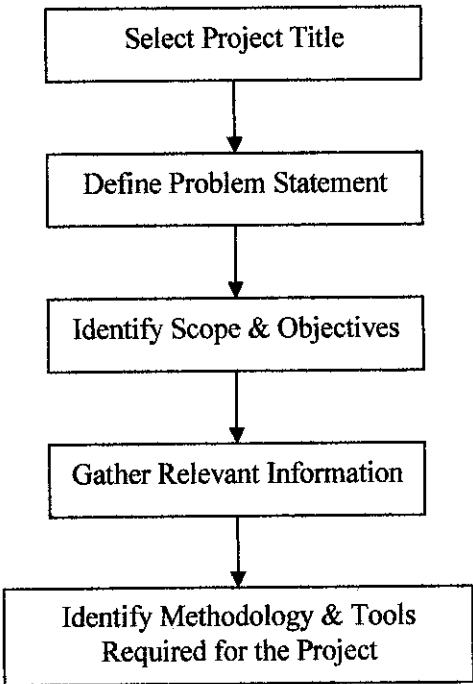 Select Project Title
Define Problem Statement
Identify Scope & Objectives
Gather Relevant Information
Identify Methodology & Tools
Required for the Project